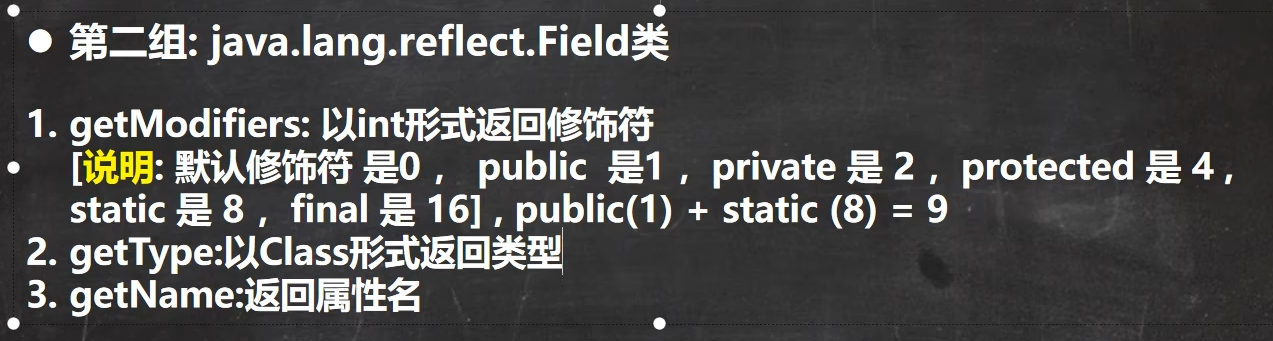 ● 第二组: java.lang.reflect.Field类
1. getModifiers: 以int形式返回修饰符
[说明: 默认修饰符 是0 ， public 是1 ， private 是 2 ， protected 是 4 ,
static 是 8 ， final 是 16] , public(1) + static (8) = 9
2. getType:以Class形式返回类型
3. getName:返回属性名